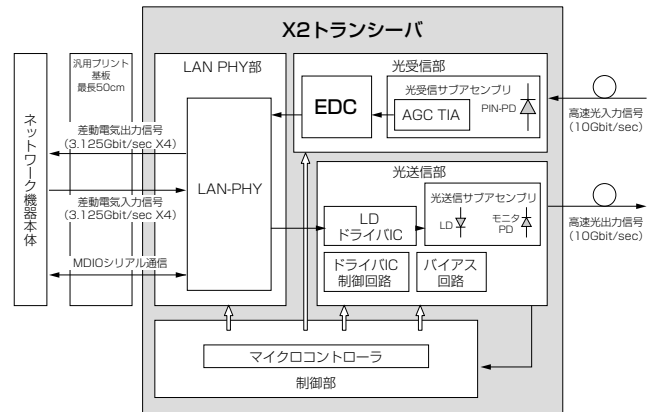 X2トランシーバ
汎用プリント
基板
最長50cm
LAN PHY部
光受信部
光受信サブアセンブリ
EDC
PIN-PD
AGC TIA
高速光入力信号
(10Gbit/sec)
ネットワーク機器本体
差動電気出力信号
(3.125Gbit/sec X4)
LAN-PHY
差動電気入力信号
(3.125Gbit/sec X4)
MDIOシリアル通信
光送信部
光送信サブアセンブリ
LD
ドライバIC
LD
モニタ
PD
高速光出力信号
(10Gbit/sec)
ドライバIC
制御回路
バイアス
回路
マイクロコントローラ
制御部